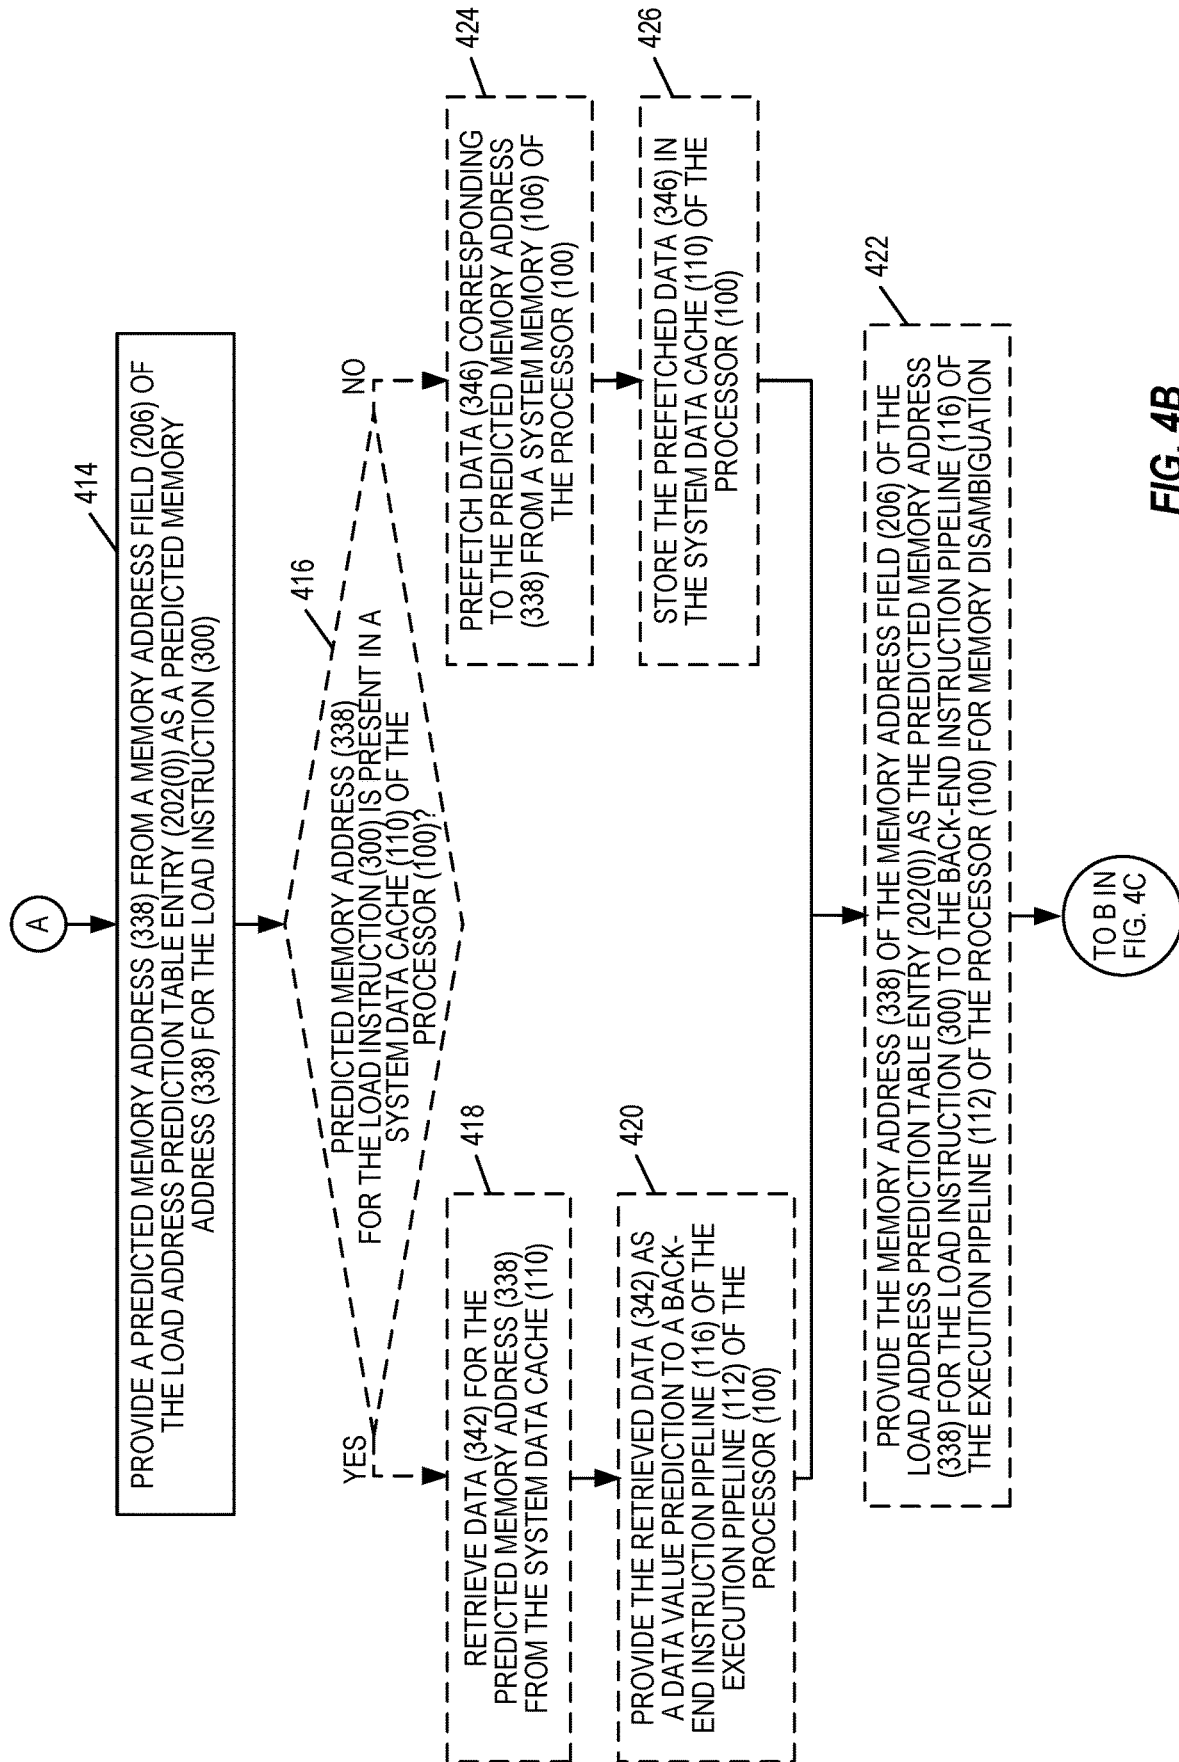 A
414
PROVIDE A PREDICTED MEMORY ADDRESS (338) FROM A MEMORY ADDRESS FIELD (206) OF
THE LOAD ADDRESS PREDICTION TABLE ENTRY (202(0)) AS A PREDICTED MEMORY
ADDRESS (338) FOR THE LOAD INSTRUCTION (300)
416
PREDICTED MEMORY ADDRESS (338)
FOR THE LOAD INSTRUCTION (300) IS PRESENT IN A
SYSTEM DATA CACHE (110) OF THE
PROCESSOR (100)?
YES
NO
418
RETRIEVE DATA (342) FOR THE
PREDICTED MEMORY ADDRESS (338)
FROM THE SYSTEM DATA CACHE (110)
420
PROVIDE THE RETRIEVED DATA (342) AS
A DATA VALUE PREDICTION TO A BACK-
END INSTRUCTION PIPELINE (116) OF THE
EXECUTION PIPELINE (112) OF THE
PROCESSOR (100)
424
PREFETCH DATA (346) CORRESPONDING
TO THE PREDICTED MEMORY ADDRESS
(338) FROM A SYSTEM MEMORY (106) OF
THE PROCESSOR (100)
426
STORE THE PREFETCHED DATA (346) IN
THE SYSTEM DATA CACHE (110) OF THE
PROCESSOR (100)
422
PROVIDE THE MEMORY ADDRESS (338) OF THE MEMORY ADDRESS FIELD (206) OF THE
LOAD ADDRESS PREDICTION TABLE ENTRY (202(0)) AS THE PREDICTED MEMORY ADDRESS
(338) FOR THE LOAD INSTRUCTION (300) TO THE BACK-END INSTRUCTION PIPELINE (116) OF
THE EXECUTION PIPELINE (112) OF THE PROCESSOR (100) FOR MEMORY DISAMBIGUATION
TO B IN
FIG. 4C
FIG. 4B